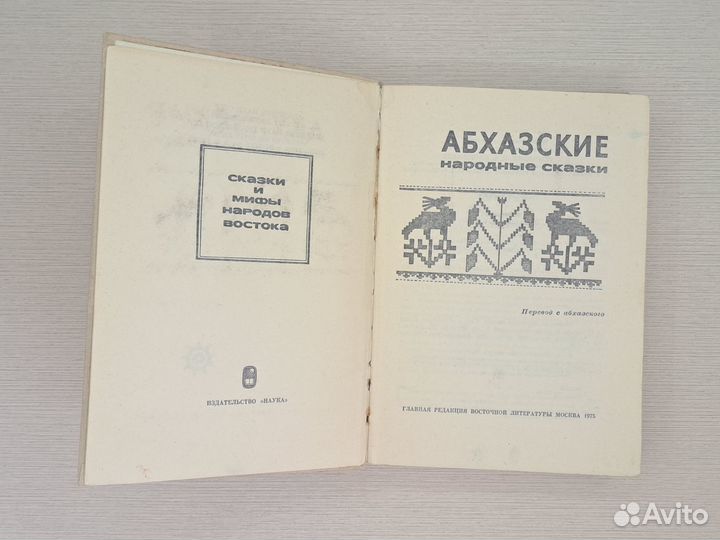 сказки
и
мифы
народов
востока
ИЗДАТЕЛЬСТВО «НАУКА»
АБХАЗСКИЕ
народные сказки
Перевод с абхазского
ГЛАВНАЯ РЕДАКЦИЯ ВОСТОЧНОЙ ЛИТЕРАТУРЫ МОСКВА 1975
Avito